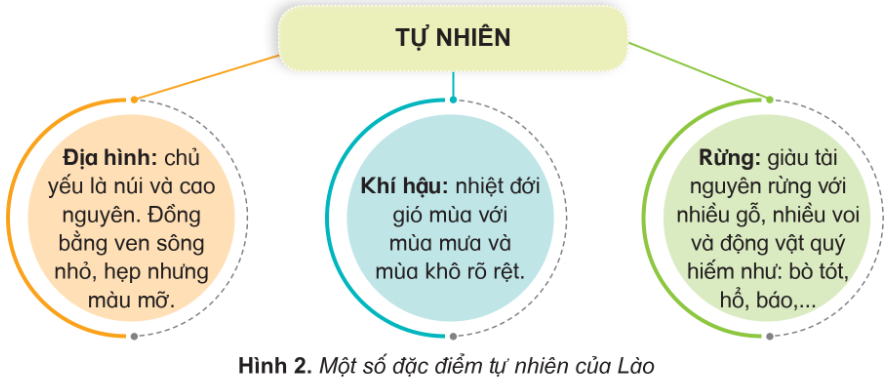 TỰ NHIÊN
Địa hình: chủ
yếu là núi và cao
nguyên. Đồng
bằng ven sông
nhỏ, hẹp nhưng
màu mỡ.
Khí hậu: nhiệt đới
gió mùa với
mùa mưa và
mùa khô rõ rệt.
Rừng: giàu tài
nguyên rừng với
nhiều gỗ, nhiều voi
và động vật quý
hiếm như: bò tót,
hổ, báo,...
Hình 2. Một số đặc điểm tự nhiên của Lào